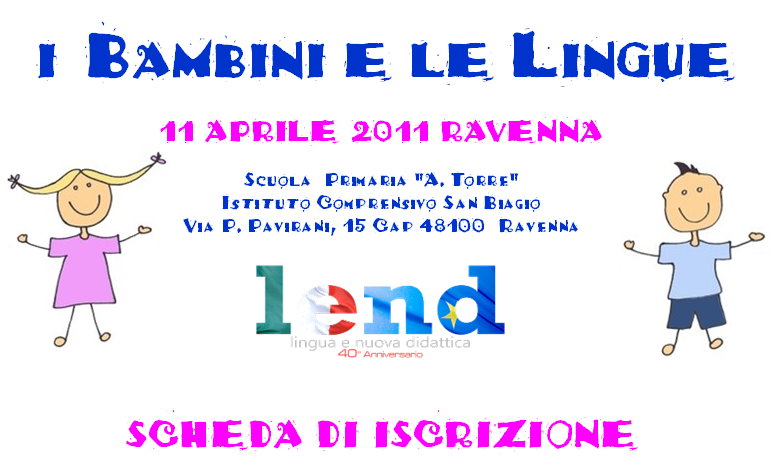 i Bambini e le Lingue
11 aprile 2011 Ravenna
Scuola Primaria "A. Torre"
Istituto Comprensivo San Biagio
Via P. Pavirani, 15 Cap 48100 Ravenna
lend
lingua e nuova didattica
40° Anniversario
scheda di iscrizione